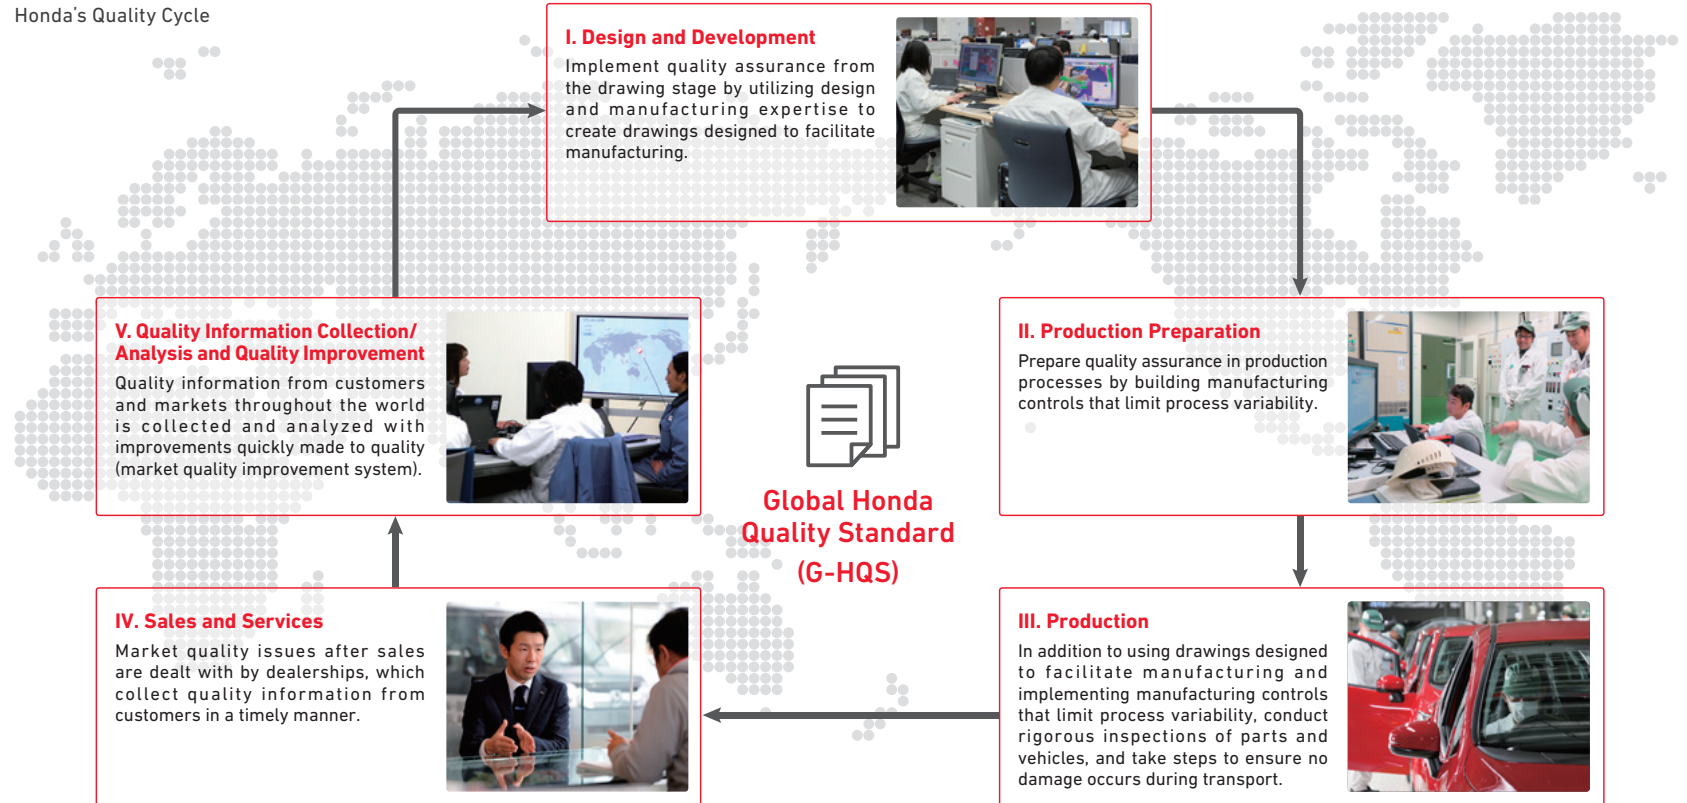 Honda’s Quality Cycle
I. Design and Development
Implement quality assurance from
the drawing stage by utilizing design
and manufacturing expertise to
create drawings designed to facilitate
manufacturing.
II. Production Preparation
Prepare quality assurance in production
processes by building manufacturing
controls that limit process variability.
III. Production
In addition to using drawings designed
to facilitate manufacturing and
implementing manufacturing controls
that limit process variability, conduct
rigorous inspections of parts and
vehicles, and take steps to ensure no
damage occurs during transport.
IV. Sales and Services
Market quality issues after sales
are dealt with by dealerships, which
collect quality information from
customers in a timely manner.
V. Quality Information Collection/
Analysis and Quality Improvement
Quality information from customers
and markets throughout the world
is collected and analyzed with
improvements quickly made to quality
(market quality improvement system).
Global Honda
Quality Standard
(G-HQS)